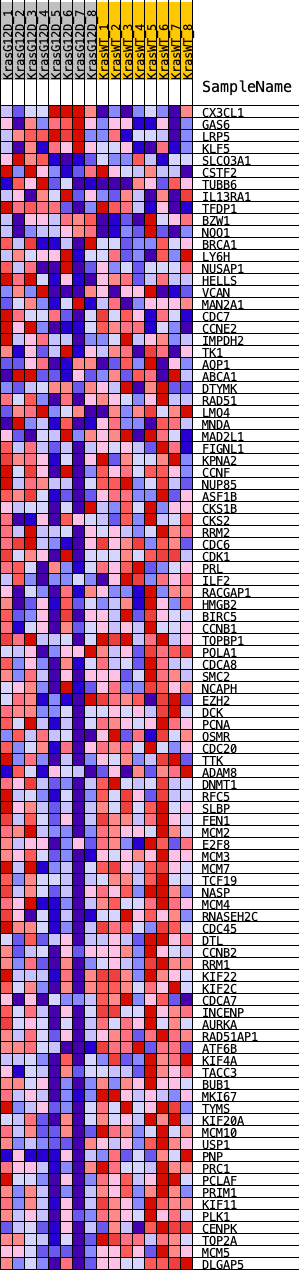 KrasG12D_1
KrasG12D_2
KrasG12D_3
KrasG12D_4
KrasG12D_5
KrasG12D_6
KrasG12D_7
KrasG12D_8
KrasWT_1
KrasWT_2
KrasWT_3
KrasWT_4
KrasWT_5
KrasWT_6
KrasWT_7
KrasWT_8
SampleName
CX3CL1
GAS6
LRP5
KLF5
SLCO3A1
CSTF2
TUBB6
IL13RA1
TFDP1
BZW1
NQO1
BRCA1
LY6H
NUSAP1
HELLS
VCAN
MAN2A1
CDC7
CCNE2
IMPDH2
TK1
AQP1
ABCA1
DTYMK
RAD51
LMO4
MNDA
MAD2L1
FIGNL1
KPNA2
CCNF
NUP85
ASF1B
CKS1B
CKS2
RRM2
CDC6
CDK1
PRL
ILF2
RACGAP1
HMGB2
BIRC5
CCNB1
TOPBP1
POLA1
CDCA8
SMC2
NCAPH
EZH2
DCK
PCNA
OSMR
CDC20
TTK
ADAM8
DNMT1
RFC5
SLBP
FEN1
MCM2
E2F8
MCM3
MCM7
TCF19
NASP
MCM4
RNASEH2C
CDC45
DTL
CCNB2
RRM1
KIF22
KIF2C
CDCA7
INCENP
AURKA
RAD51AP1
ATF6B
KIF4A
TACC3
BUB1
MKI67
TYMS
KIF20A
MCM10
USP1
PNP
PRC1
PCLAF
PRIM1
KIF11
PLK1
CENPK
TOP2A
MCM5
DLGAP5